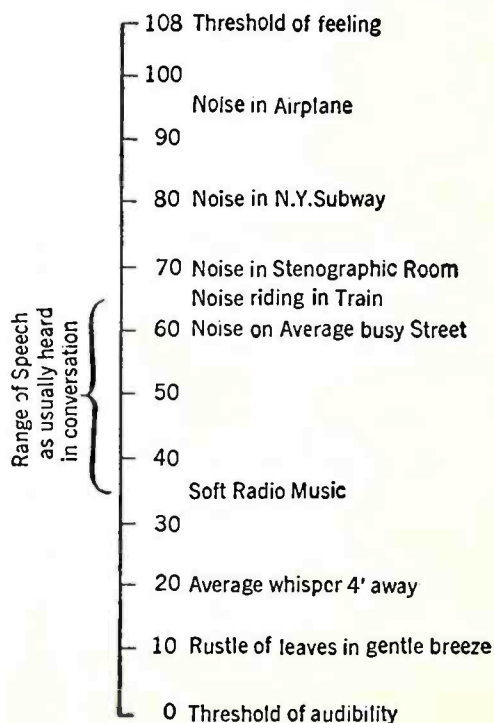 108 Threshold of feeling
100
Noise in Airplane
90
80 Noise in N.Y.Subway
70 Noise in Stenographic Room
Noise riding in Train
60 Noise on Average busy Street
Range of Speech
as usually heard
in conversation
50
40
Soft Radio Music
30
20 Average whisper 4' away
10 Rustle of leaves in gentle breeze
0 Threshold of audibility